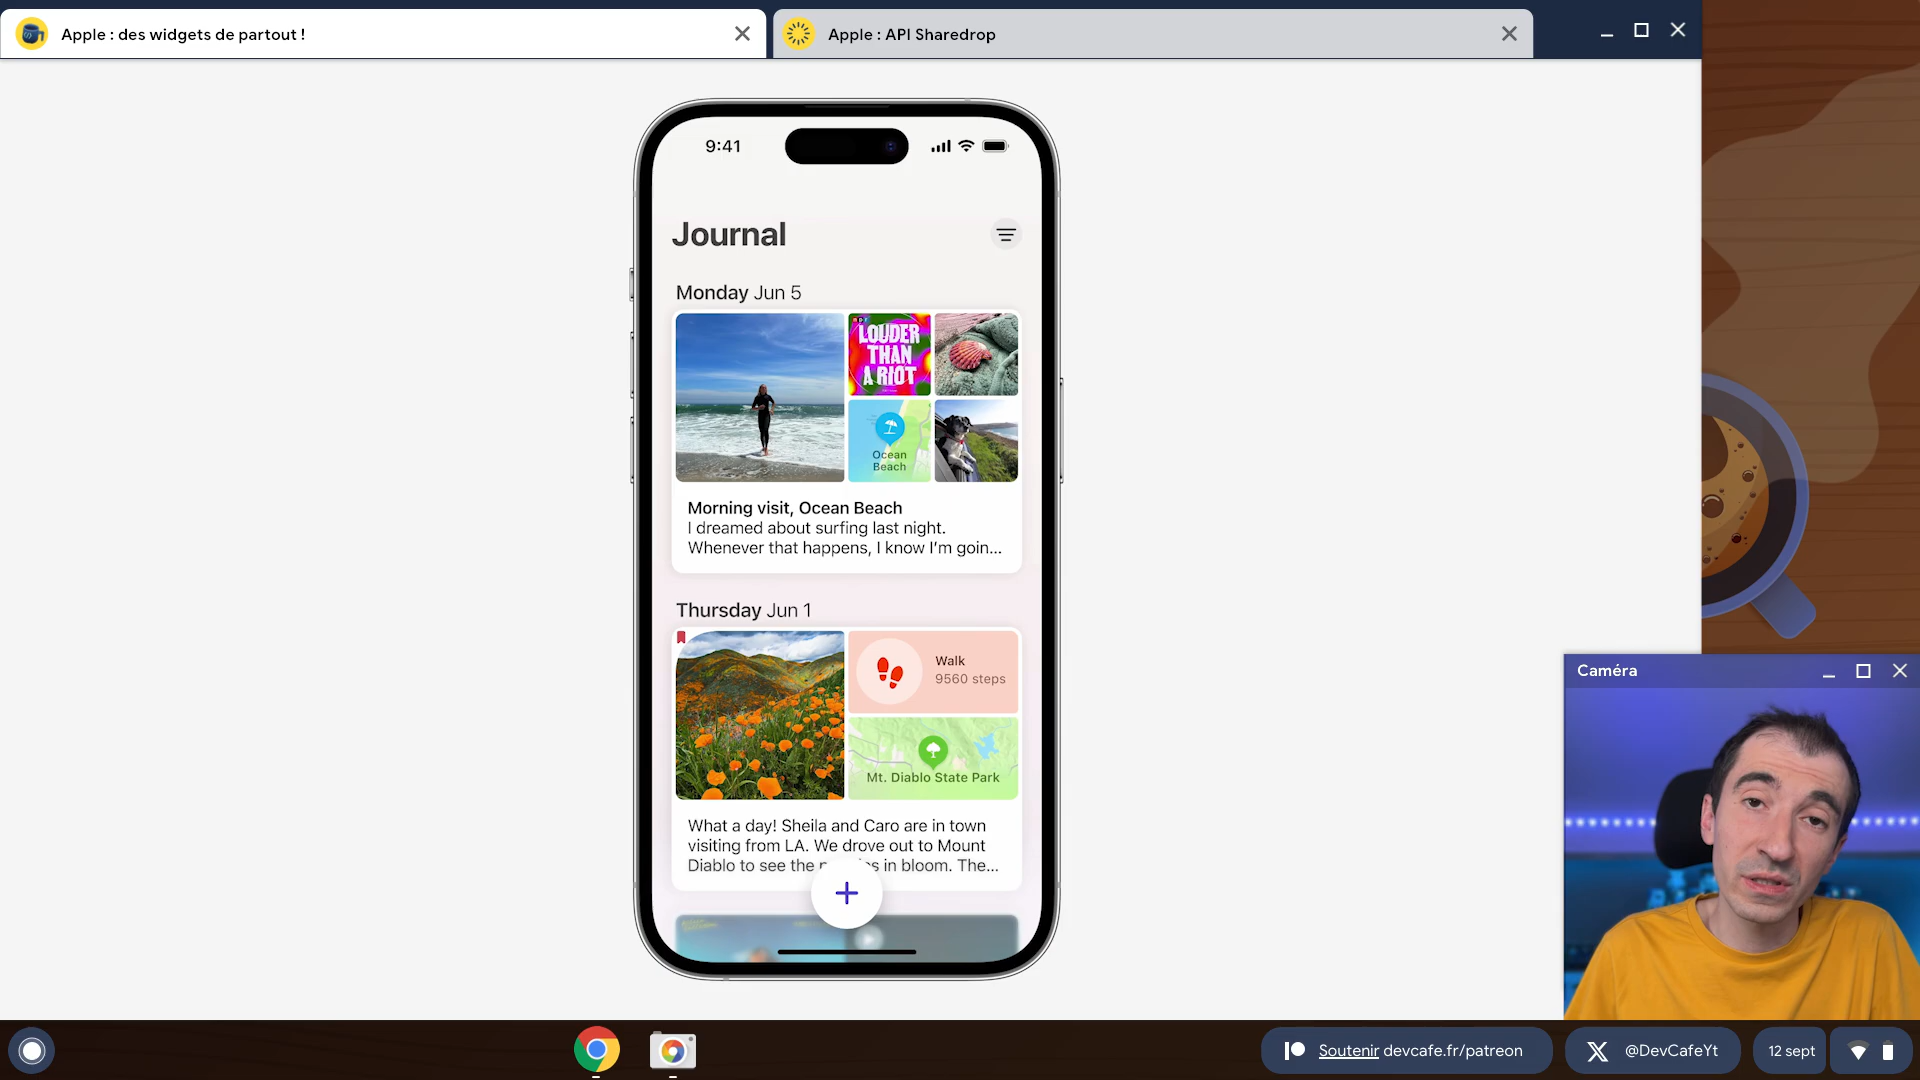 Apple : des widgets de partout !
Apple : API Sharedrop
9:41
Journal
Monday Jun 5
npr
LOUDER
THAN
A RIOT
Ocean
Beach
Morning visit, Ocean Beach
I dreamed about surfing last night.
Whenever that happens, I know I'm goin...
Thursday Jun 1
Walk
9560 steps
Mt. Diablo State Park
What a day! Sheila and Caro are in town
visiting from LA. We drove out to Mount
Diablo to see the in bloom. The...
Caméra
Soutenir devcafe.fr/patreon
@DevCafeYt
12 sept